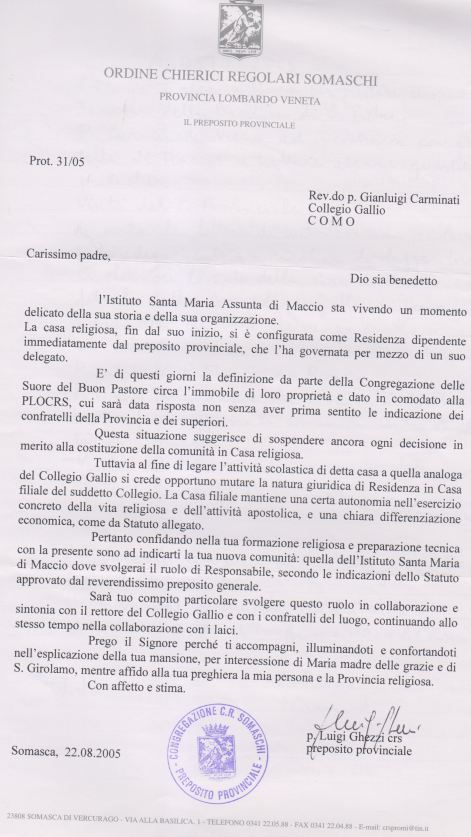 ORDINE CHIERICI REGOLARI SOMASCHI
PROVINCIA LOMBARDO VENETA
IL PREPOSITO PROVINCIALE
Prot. 31/05
Rev.do p. Gianluigi Carminati
Collegio Gallio
C O M O
Carissimo padre,
Dio sia benedetto
l'Istituto Santa Maria Assunta di Maccio sta vivendo un momento
delicato della sua storia e della sua organizzazione.
La casa religiosa, fin dal suo inizio, si è configurata come Residenza dipendente
immediatamente dal preposito provinciale, che l'ha governata per mezzo di un suo
delegato.
E' di questi giorni la definizione da parte della Congregazione delle
Suore del Buon Pastore circa l'immobile di loro proprietà e dato in comodato alla
PLOCRS, cui sarà data risposta non senza aver prima sentito le indicazione dei
confratelli della Provincia e dei superiori.
Questa situazione suggerisce di sospendere ancora ogni decisione in
merito alla costituzione della comunità in Casa religiosa.
Tuttavia al fine di legare l'attività scolastica di detta casa a quella analoga
del Collegio Gallio si crede opportuno mutare la natura giuridica di Residenza in Casa
filiale del suddetto Collegio. La Casa filiale mantiene una certa autonomia nell'esercizio
concreto della vita religiosa e dell'attività apostolica, e una chiara differenziazione
economica, come da Statuto allegato.
Pertanto confidando nella tua formazione religiosa e preparazione tecnica
con la presente sono ad indicarti la tua nuova comunità: quella dell'Istituto Santa Maria
di Maccio dove svolgerai il ruolo di Responsabile, secondo le indicazioni dello Statuto
approvato dal reverendissimo preposito generale.
Sarà tuo compito particolare svolgere questo ruolo in collaborazione e
sintonia con il rettore del Collegio Gallio e con i confratelli del luogo, continuando allo
stesso tempo nella collaborazione con i laici.
Prego il Signore perché ti accompagni, illuminandoti e confortandoti
nell'esplicazione della tua mansione, per intercessione di Maria madre delle grazie e di
S. Girolamo, mentre affido alla tua preghiera la mia persona e la Provincia religiosa.
Con affetto e stima.
CONGREGAZIONE C.R. SOMASCHI
- PREPOSITO PROVINCIALE -
p. Luigi Ghezzi crs
preposito provinciale
Somasca, 22.08.2005
23808 SOMASCA DI VERCURAGO - VIA ALLA BASILICA, 1 - TELEFONO 0341 22.05.88 - FAX 0341 22.04.88 - E-mail: